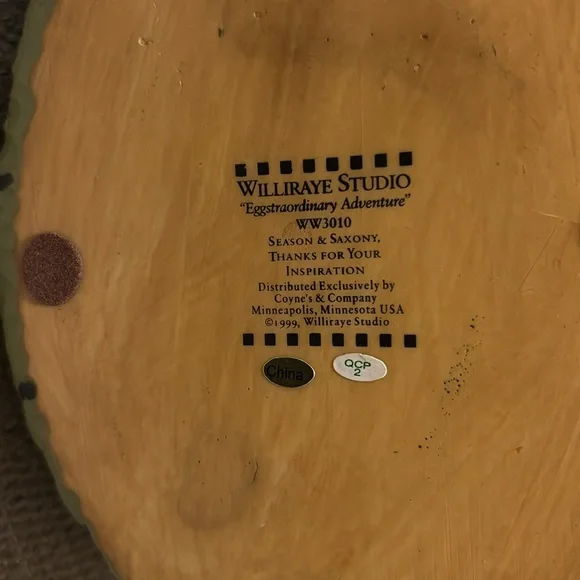 WILLIRAYE STUDIO
"Eggstraordinary Adventure"
WW3010
SEASON & SAXONY,
THANKS FOR YOUR
INSPIRATION
Distributed Exclusively by
Coyne's & Company
Minneapolis, Minnesota USA
©1999, Williraye Studio
China
QCP
2